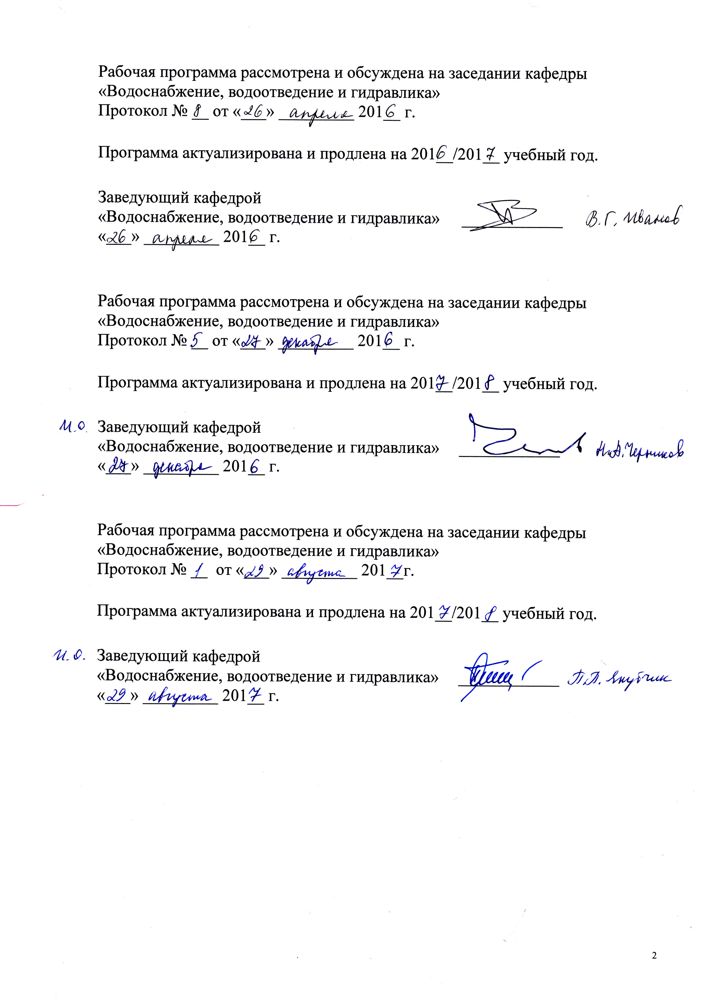 Рабочая программа рассмотрена и обсуждена на заседании кафедры
«Водоснабжение, водоотведение и гидравлика»
Протокол № 8 от «26» апреля 2016 г.
Программа актуализирована и продлена на 2016/2017 учебный год.
Заведующий кафедрой
«Водоснабжение, водоотведение и гидравлика» В.Г. Иванов
«26» апреля 2016 г.
Рабочая программа рассмотрена и обсуждена на заседании кафедры
«Водоснабжение, водоотведение и гидравлика»
Протокол № 5 от «27» декабря 2016 г.
Программа актуализирована и продлена на 2017/2018 учебный год.
И.О. Заведующий кафедрой
«Водоснабжение, водоотведение и гидравлика» Н.А. Черников
«27» декабря 2016 г.
Рабочая программа рассмотрена и обсуждена на заседании кафедры
«Водоснабжение, водоотведение и гидравлика»
Протокол № 1 от «29» августа 2017г.
Программа актуализирована и продлена на 2017/2018 учебный год.
И.О. Заведующий кафедрой
«Водоснабжение, водоотведение и гидравлика» П.П. Якубчик
«29» августа 2017 г.
2